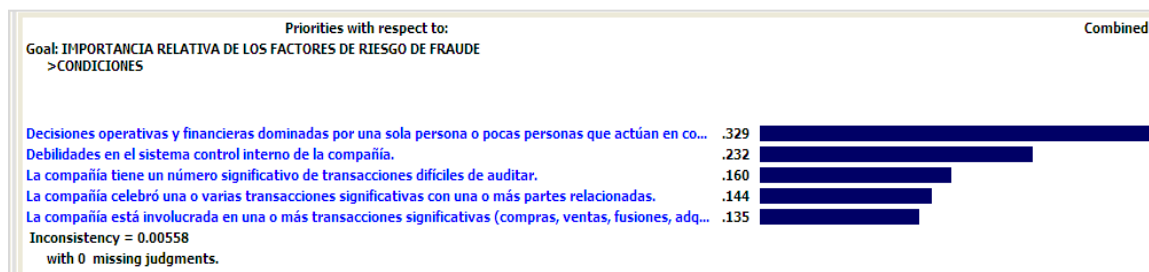 Priorities with respect to: Combined
Goal: IMPORTANCIA RELATIVA DE LOS FACTORES DE RIESGO DE FRAUDE
>CONDICIONES
Decisiones operativas y financieras dominadas por una sola persona o pocas personas que actúan en co... .329
Debilidades en el sistema control interno de la compañía. .232
La compañía tiene un número significativo de transacciones difíciles de auditar. .160
La compañía celebró una o varias transacciones significativas con una o más partes relacionadas. .144
La compañía está involucrada en una o más transacciones significativas (compras, ventas, fusiones, adq... .135
Inconsistency = 0.00558
with 0 missing judgments.